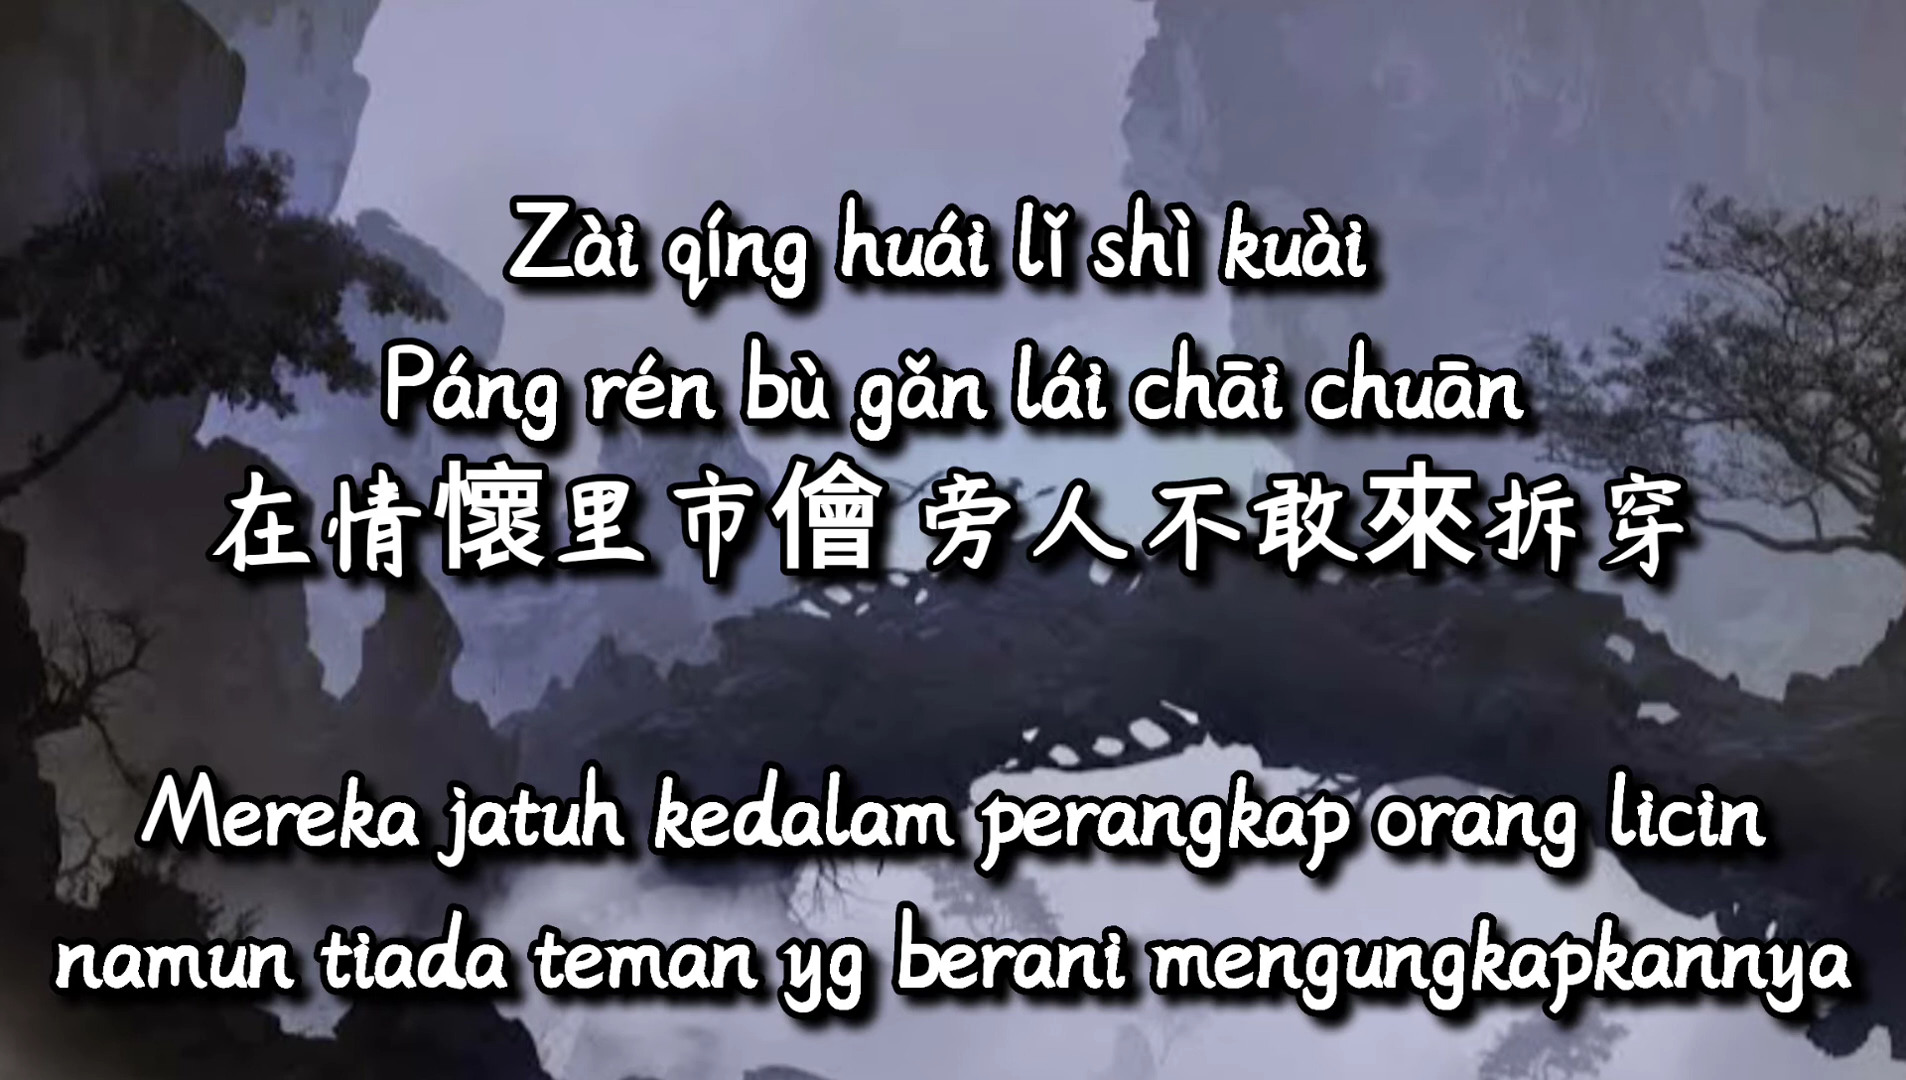 Zài qíng huái lǐ shì kuài
Páng rén bù gǎn lái chāi chuān
在情懷里市儈 旁人不敢來拆穿
Mereka jatuh kedalam perangkap orang licin
namun tiada teman yg berani mengungkapkannya